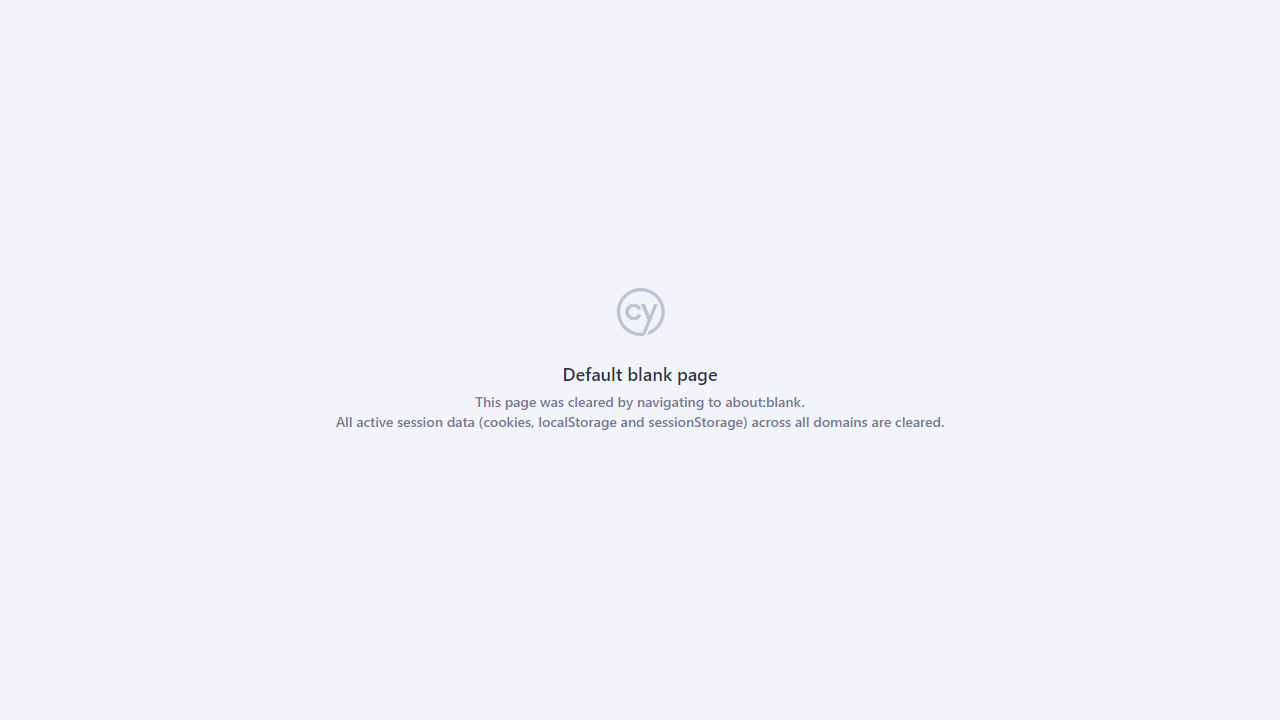 cy
Default blank page
This page was cleared by navigating to about:blank.
All active session data (cookies, localStorage and sessionStorage) across all domains are cleared.